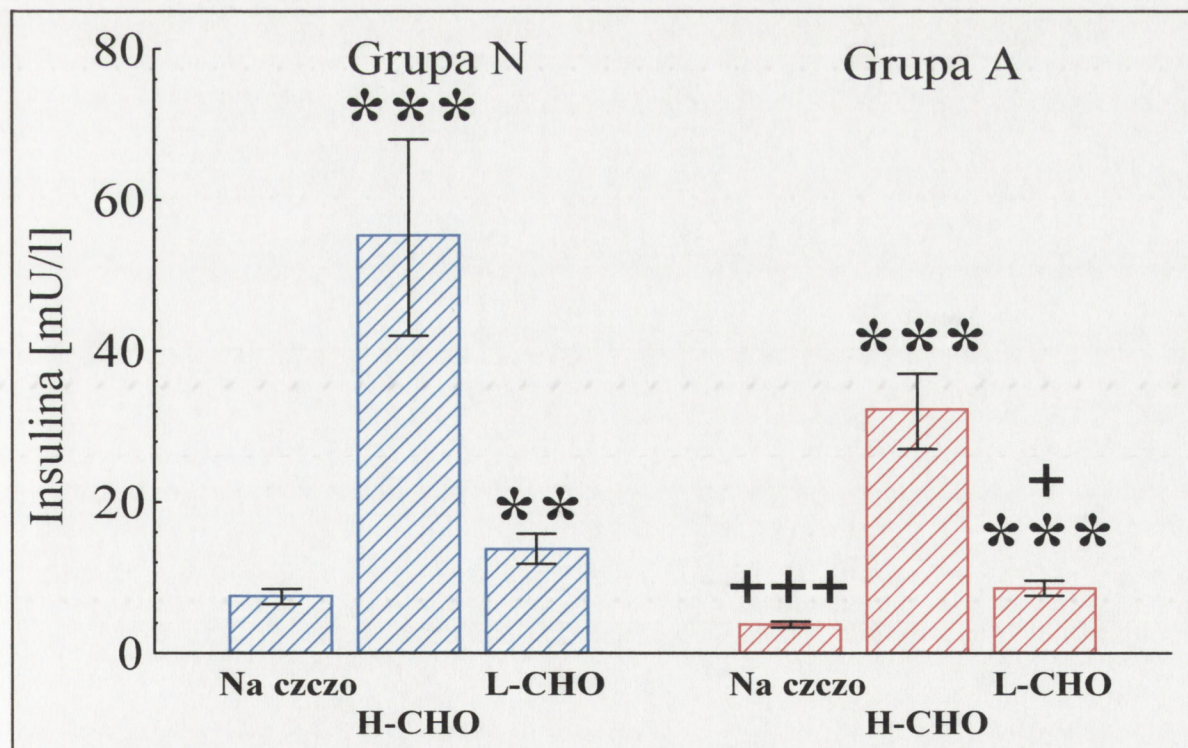 80
60
40
20
0
Insulina [mU/l]
Grupa N
***
**
Grupa A
+++
***
+
***
Na czczo
H-CHO
L-CHO
Na czczo
H-CHO
L-CHO